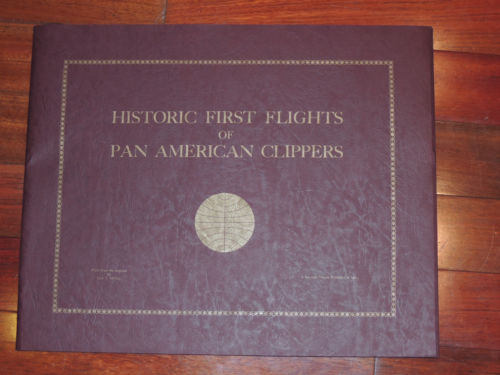 HISTORIC FIRST FLIGHTS
OF
PAN AMERICAN CLIPPERS